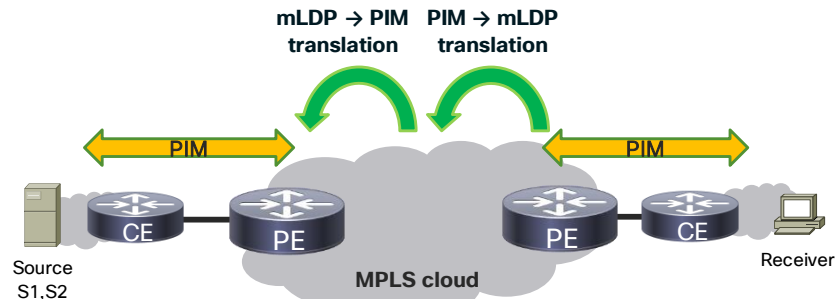 mLDP → PIM
translation
PIM → mLDP
translation
PIM
PIM
CE
PE
PE
CE
Source
S1,S2
MPLS cloud
Receiver